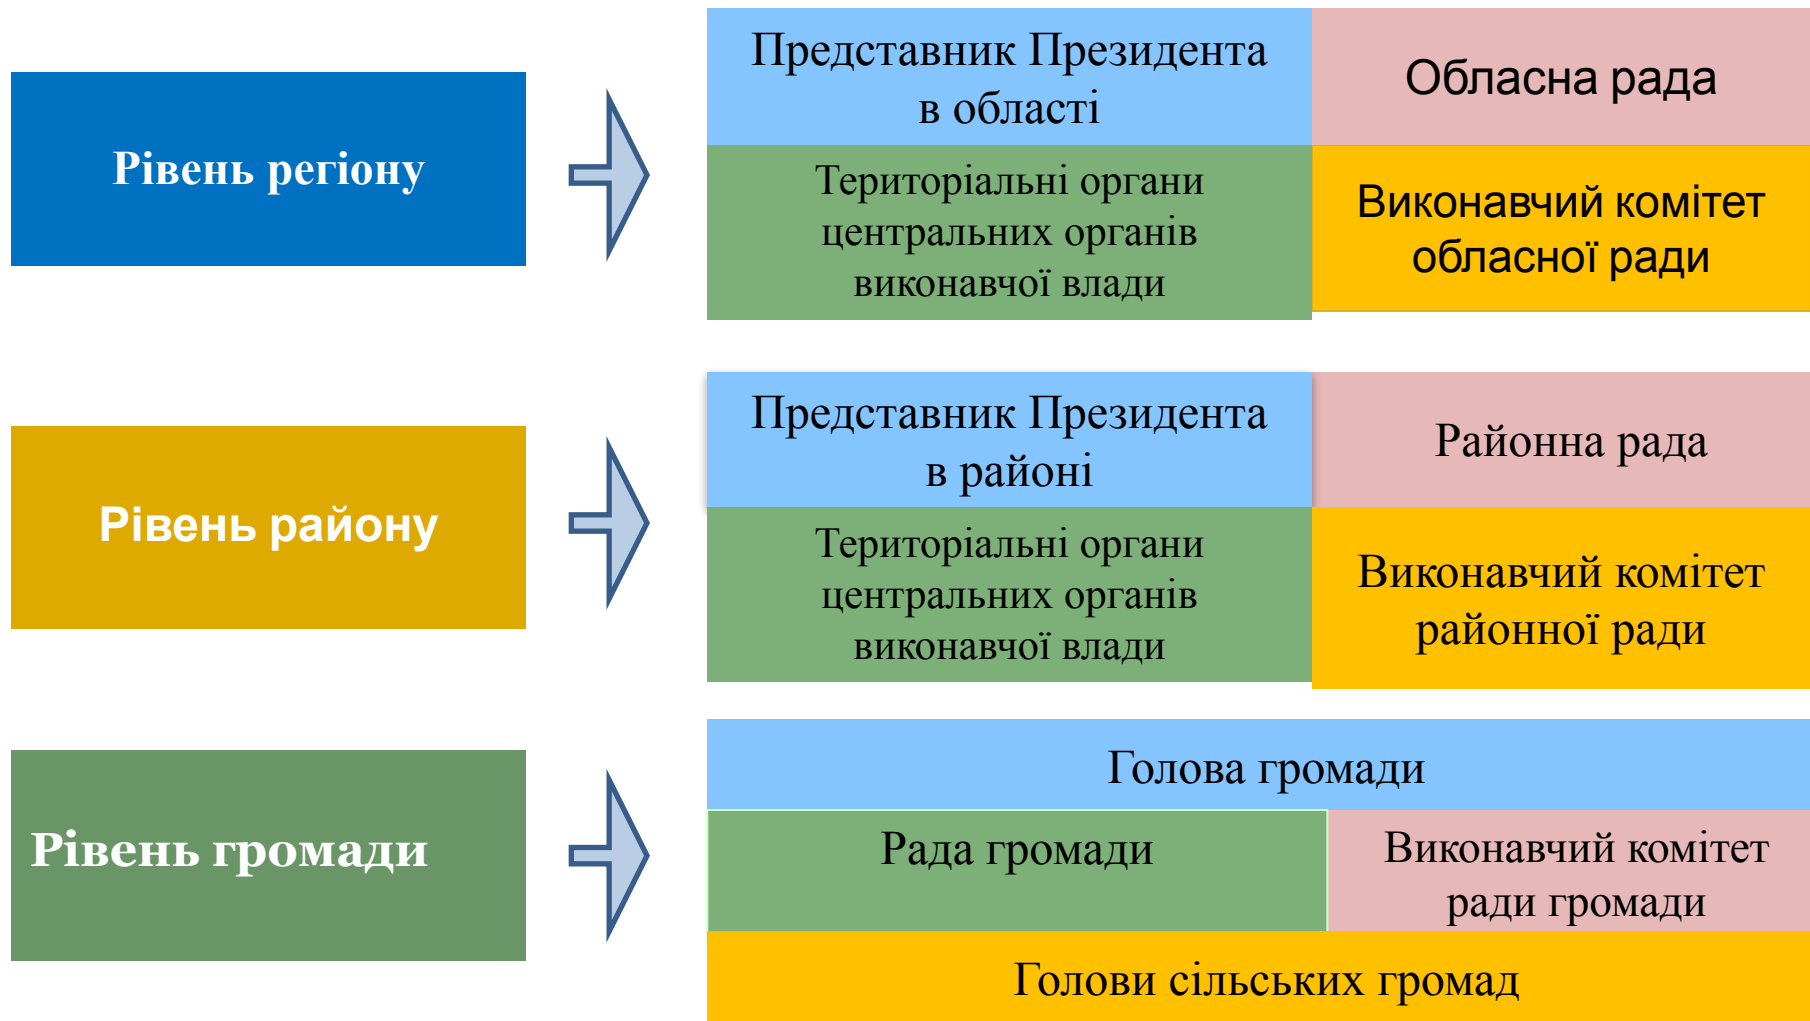 Рівень регіону
Представник Президента
в області
Обласна рада
Територіальні органи
центральних органів
виконавчої влади
Виконавчий комітет
обласної ради
Рівень району
Представник Президента
в районі
Районна рада
Територіальні органи
центральних органів
виконавчої влади
Виконавчий комітет
районної ради
Рівень громади
Голова громади
Рада громади
Виконавчий комітет
ради громади
Голови сільських громад